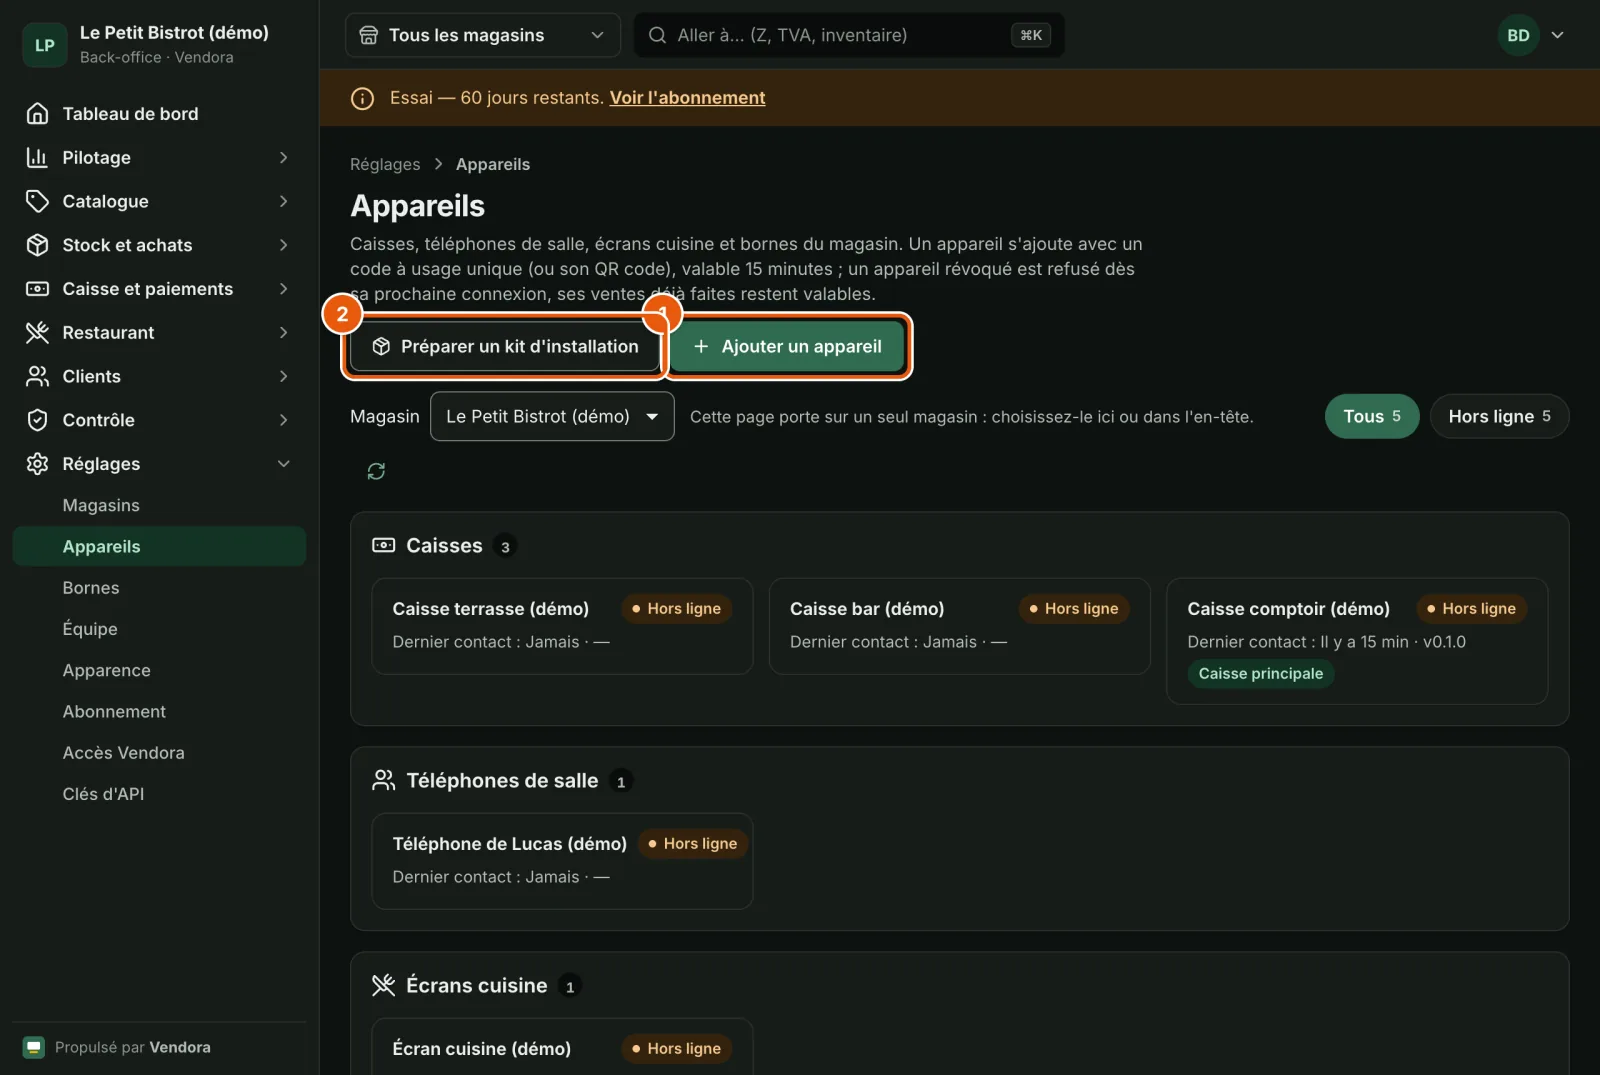 LP
Le Petit Bistrot (démo)
Back-office · Vendora
Tous les magasins
Aller à... (Z, TVA, inventaire)
⌘K
BD
Essai — 60 jours restants. Voir l'abonnement
Tableau de bord
Pilotage
Catalogue
Stock et achats
Caisse et paiements
Restaurant
Clients
Contrôle
Réglages
Magasins
Appareils
Bornes
Équipe
Apparence
Abonnement
Accès Vendora
Clés d'API
Propulsé par Vendora
Réglages > Appareils
Appareils
Caisses, téléphones de salle, écrans cuisine et bornes du magasin. Un appareil s'ajoute avec un
code à usage unique (ou son QR code), valable 15 minutes ; un appareil révoqué est refusé dès
sa prochaine connexion, ses ventes déjà faites restent valables.
2
Préparer un kit d'installation
1
+ Ajouter un appareil
Magasin
Le Petit Bistrot (démo)
Cette page porte sur un seul magasin : choisissez-le ici ou dans l'en-tête.
Tous 5
Hors ligne 5
Caisses 3
Caisse terrasse (démo)
Hors ligne
Dernier contact : Jamais · —
Caisse bar (démo)
Hors ligne
Dernier contact : Jamais · —
Caisse comptoir (démo)
Hors ligne
Dernier contact : Il y a 15 min · v0.1.0
Caisse principale
Téléphones de salle 1
Téléphone de Lucas (démo)
Hors ligne
Dernier contact : Jamais · —
Écrans cuisine 1
Écran cuisine (démo)
Hors ligne